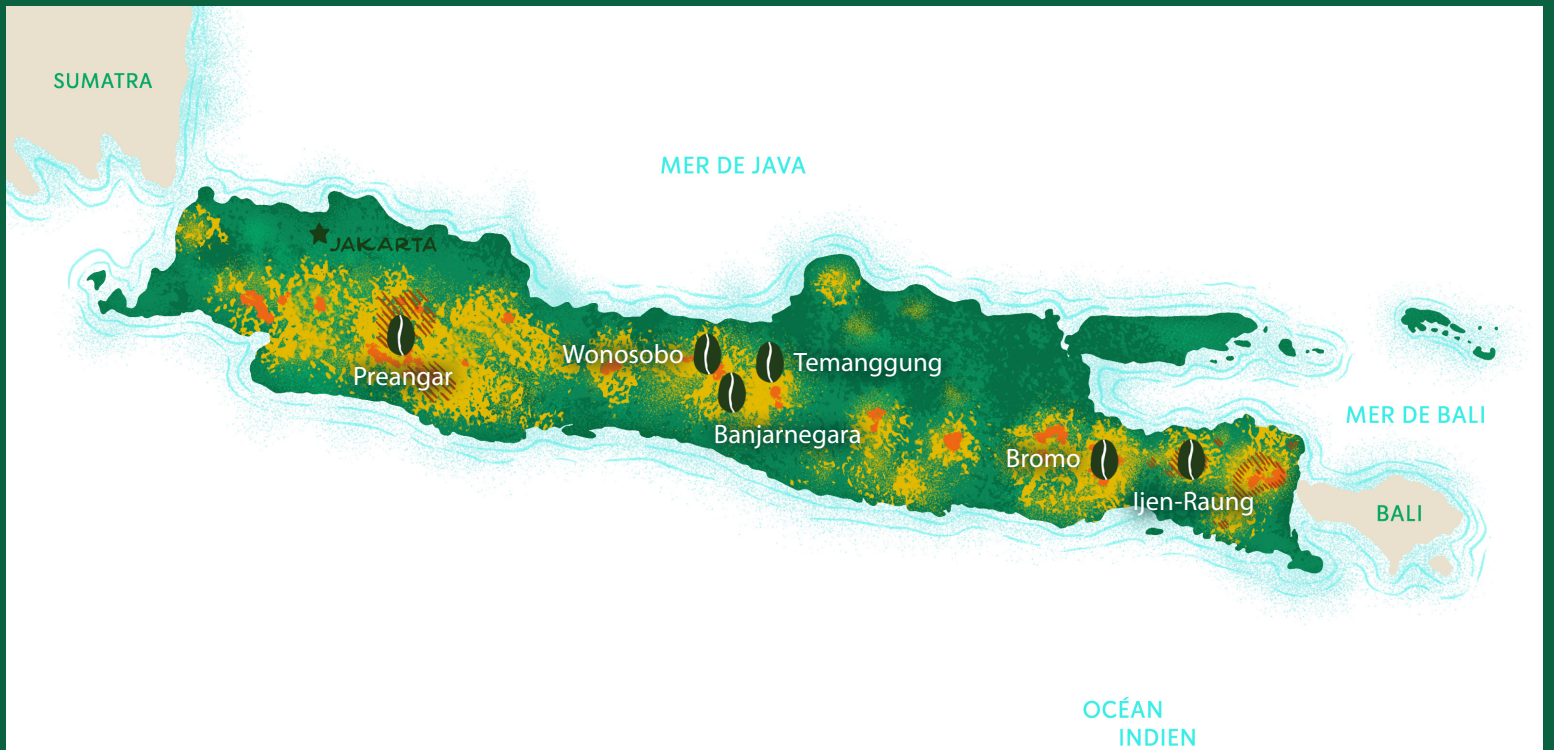 SUMATRA
MER DE JAVA
JAKARTA
Wonosobo
Temanggung
Preangar
MER DE BALI
Banjarnegara
Bromo
Ijen-Raung
BALI
OCÉAN
INDIEN